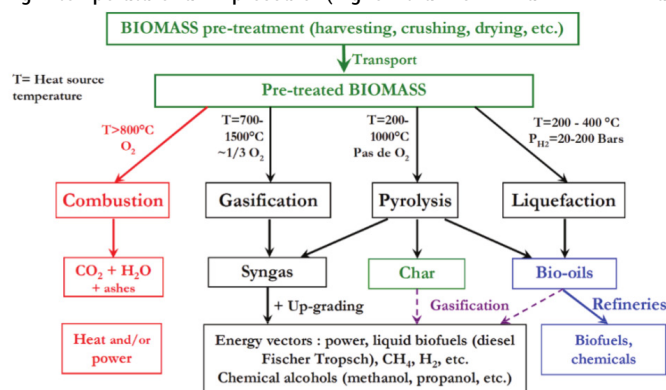 BIOMASS pre-treatment (harvesting, crushing, drying, etc.)
Transport
T= Heat source
temperature
Pre-treated BIOMASS
T>800°C
O₂
T=700-
1500°C
~1/3 O₂
T=200-
1000°C
Pas de O₂
T=200 - 400 °C
P_H2=20-200 Bars
Combustion
Gasification
Pyrolysis
Liquefaction
CO₂ + H₂O
+ ashes
Syngas
Char
Bio-oils
+ Up-grading
Gasification
Refineries
Heat and/or
power
Energy vectors : power, liquid biofuels (diesel
Fischer Tropsch), CH₄, H₂, etc.
Chemical alcohols (methanol, propanol, etc.)
Biofuels,
chemicals